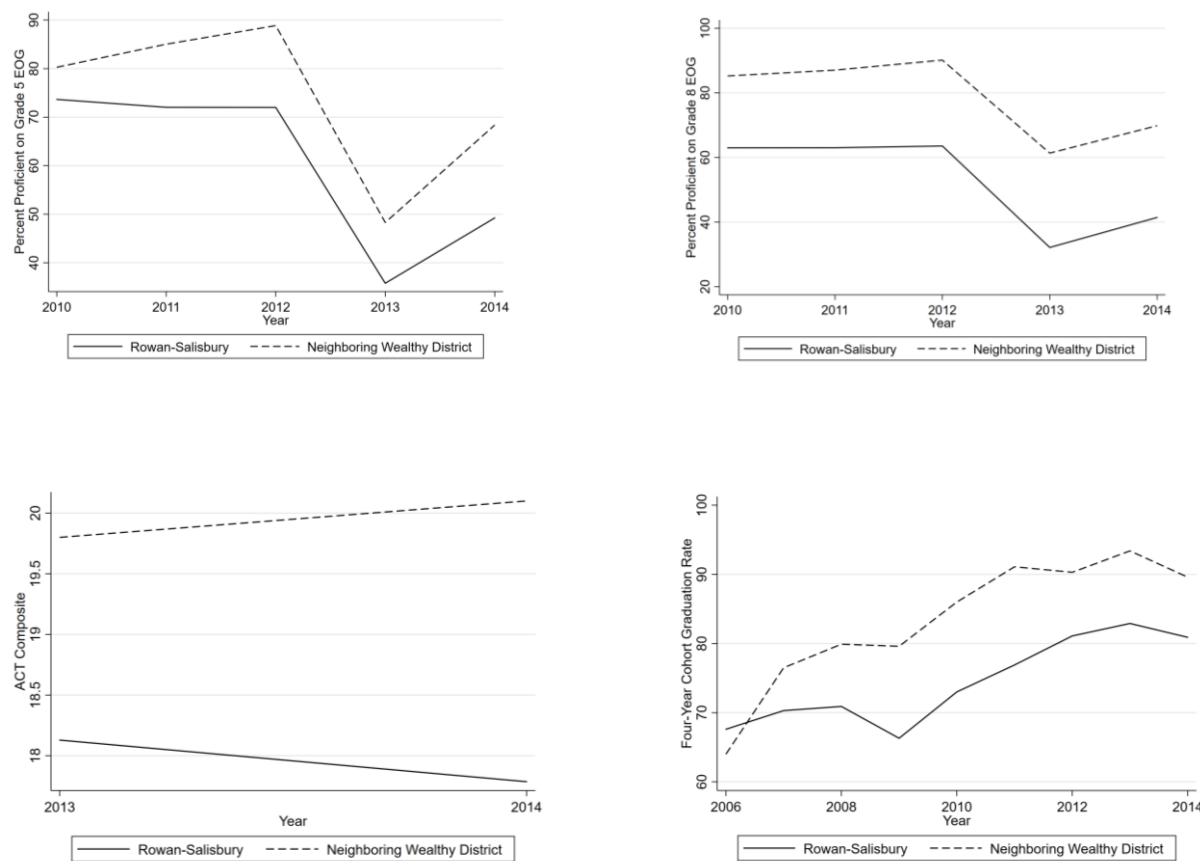 Percent Proficient on Grade 5 EOG
90
80
70
60
50
40
2010 2011 2012 2013 2014
Year
Rowan-Salisbury Neighboring Wealthy District
Percent Proficient on Grade 8 EOG
100
80
60
40
20
2010 2011 2012 2013 2014
Year
Rowan-Salisbury Neighboring Wealthy District
ACT Composite
20
19.5
19
18.5
18
2013 2014
Year
Rowan-Salisbury Neighboring Wealthy District
Four-Year Cohort Graduation Rate
100
90
80
70
60
2006 2008 2010 2012 2014
Year
Rowan-Salisbury Neighboring Wealthy District